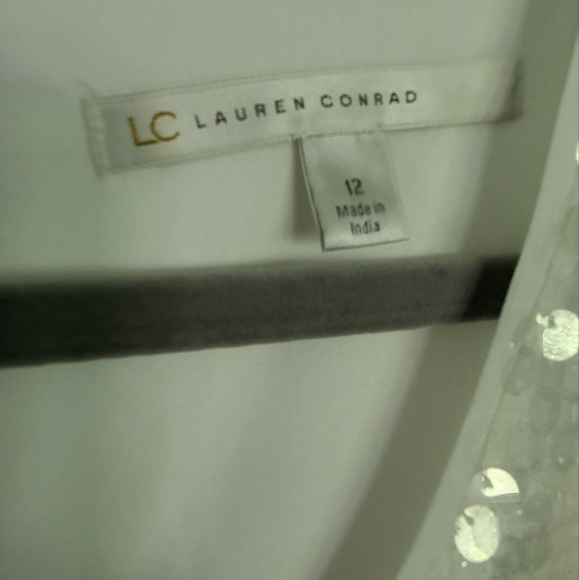 LC LAUREN CONRAD
12
Made in
India